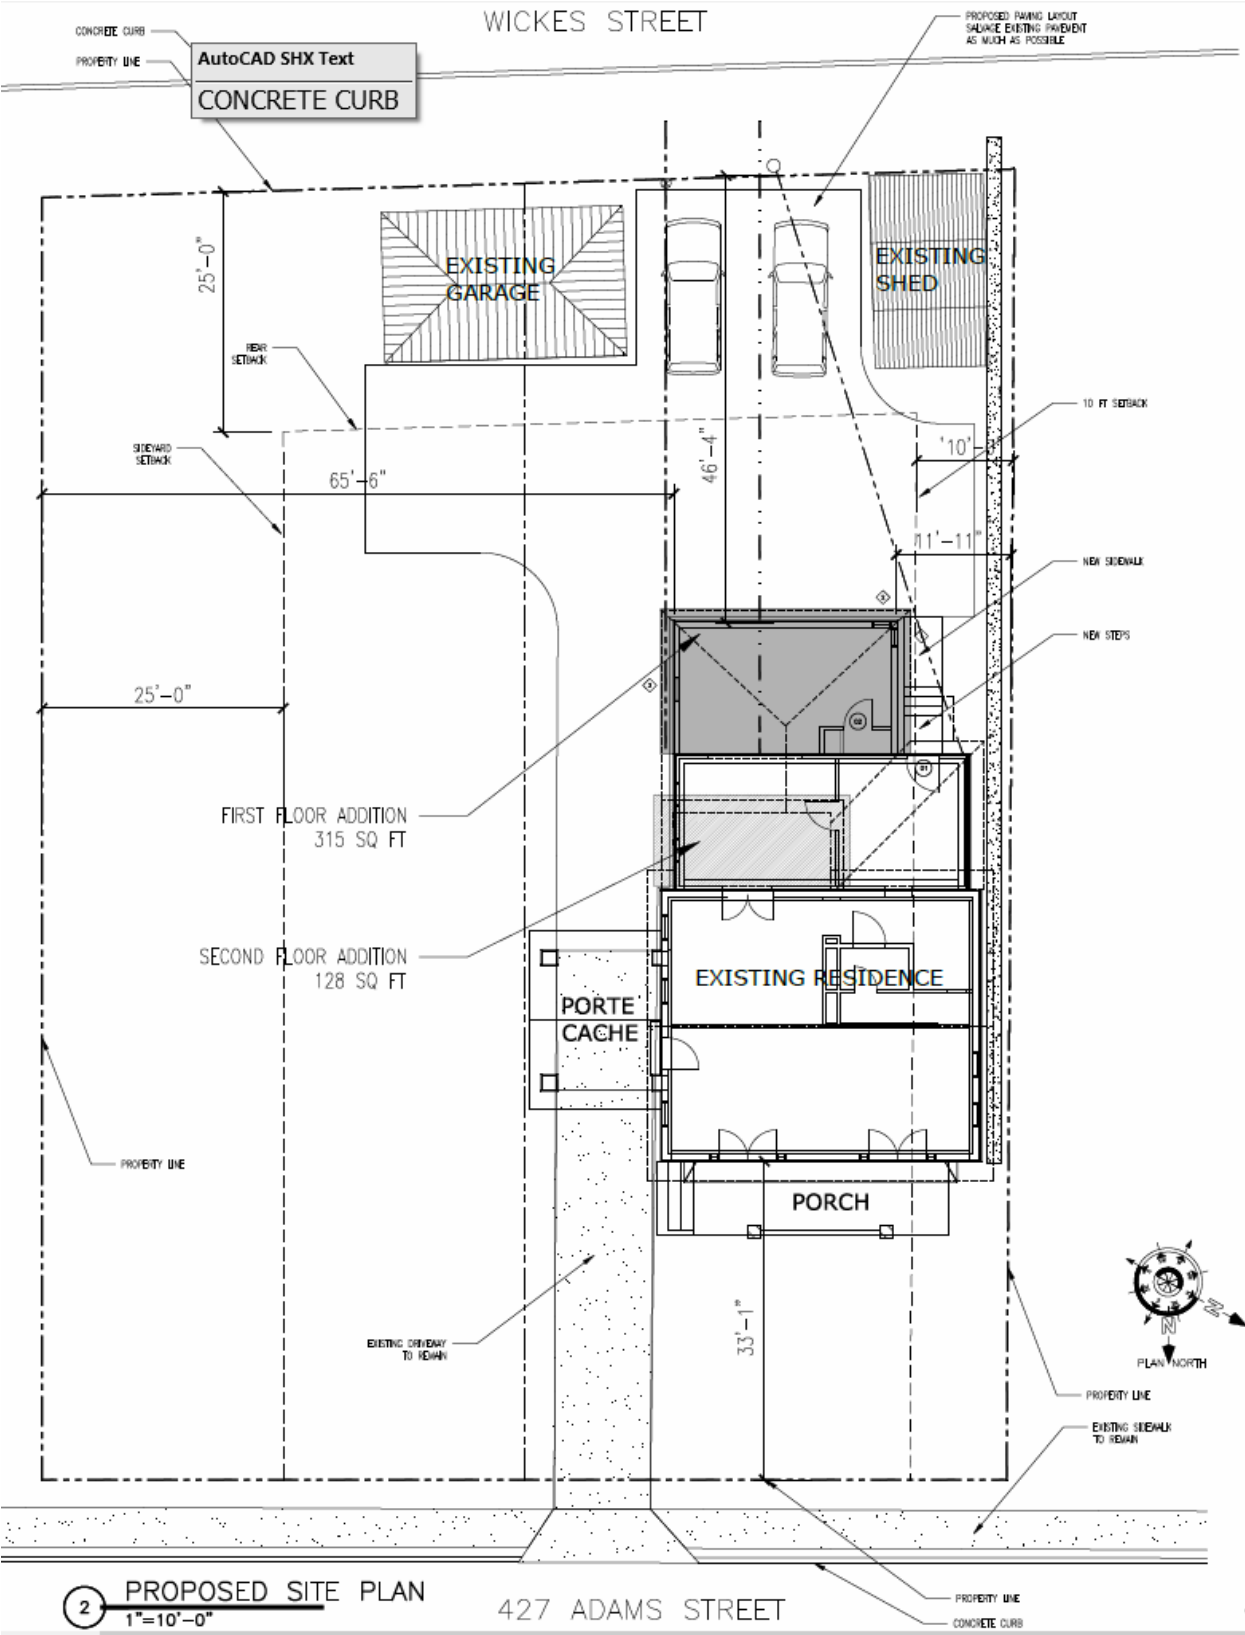 WICKES STREET
CONCRETE CURB
PROPERTY LINE
AutoCAD SHX Text
CONCRETE CURB
PROPOSED PAVING LAYOUT
SALVAGE EXISTING PAVEMENT
AS MUCH AS POSSIBLE
25'-0"
EXISTING
GARAGE
EXISTING
SHED
REAR
SETBACK
10 FT SETBACK
SIDEYARD
SETBACK
65'-6"
46'-4"
11'-11"
NEW SIDEWALK
3
NEW STEPS
3
25'-0"
02
01
FIRST FLOOR ADDITION
315 SQ FT
SECOND FLOOR ADDITION
128 SQ FT
EXISTING RESIDENCE
PORTE
CACHE
PROPERTY LINE
PORCH
33'-1"
EXISTING DRIVEWAY
TO REMAIN
N
N
PLAN NORTH
PROPERTY LINE
EXISTING SIDEWALK
TO REMAIN
2
PROPOSED SITE PLAN
1"=10'-0"
427 ADAMS STREET
PROPERTY LINE
CONCRETE CURB